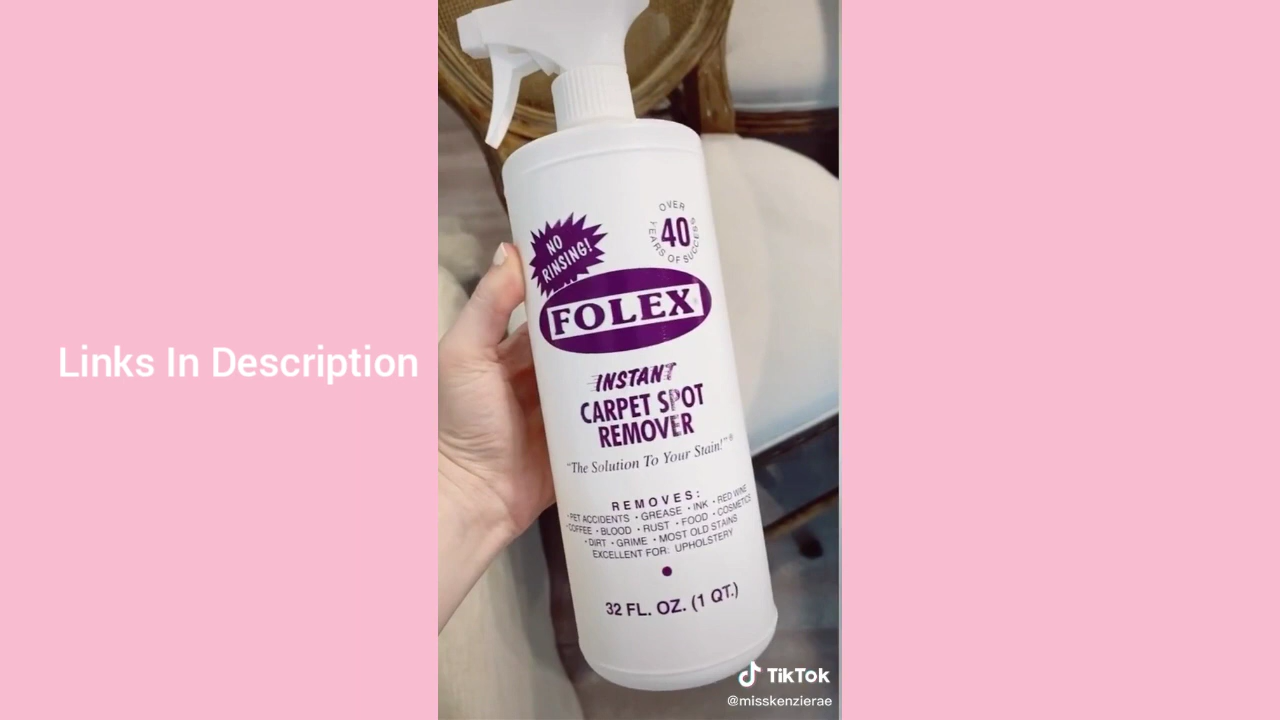 Links In Description
NO
RINSING!
OVER
40
YEARS OF SUCCESS
FOLEX
INSTANT
CARPET SPOT
REMOVER
"The Solution To Your Stain!"®
REMOVES:
•PET ACCIDENTS •GREASE •INK •RED WINE
•COFFEE •BLOOD •RUST •FOOD •COSMETICS
•DIRT •GRIME •MOST OLD STAINS
EXCELLENT FOR: UPHOLSTERY
32 FL. OZ. (1 QT.)
TikTok
@misskenzierae